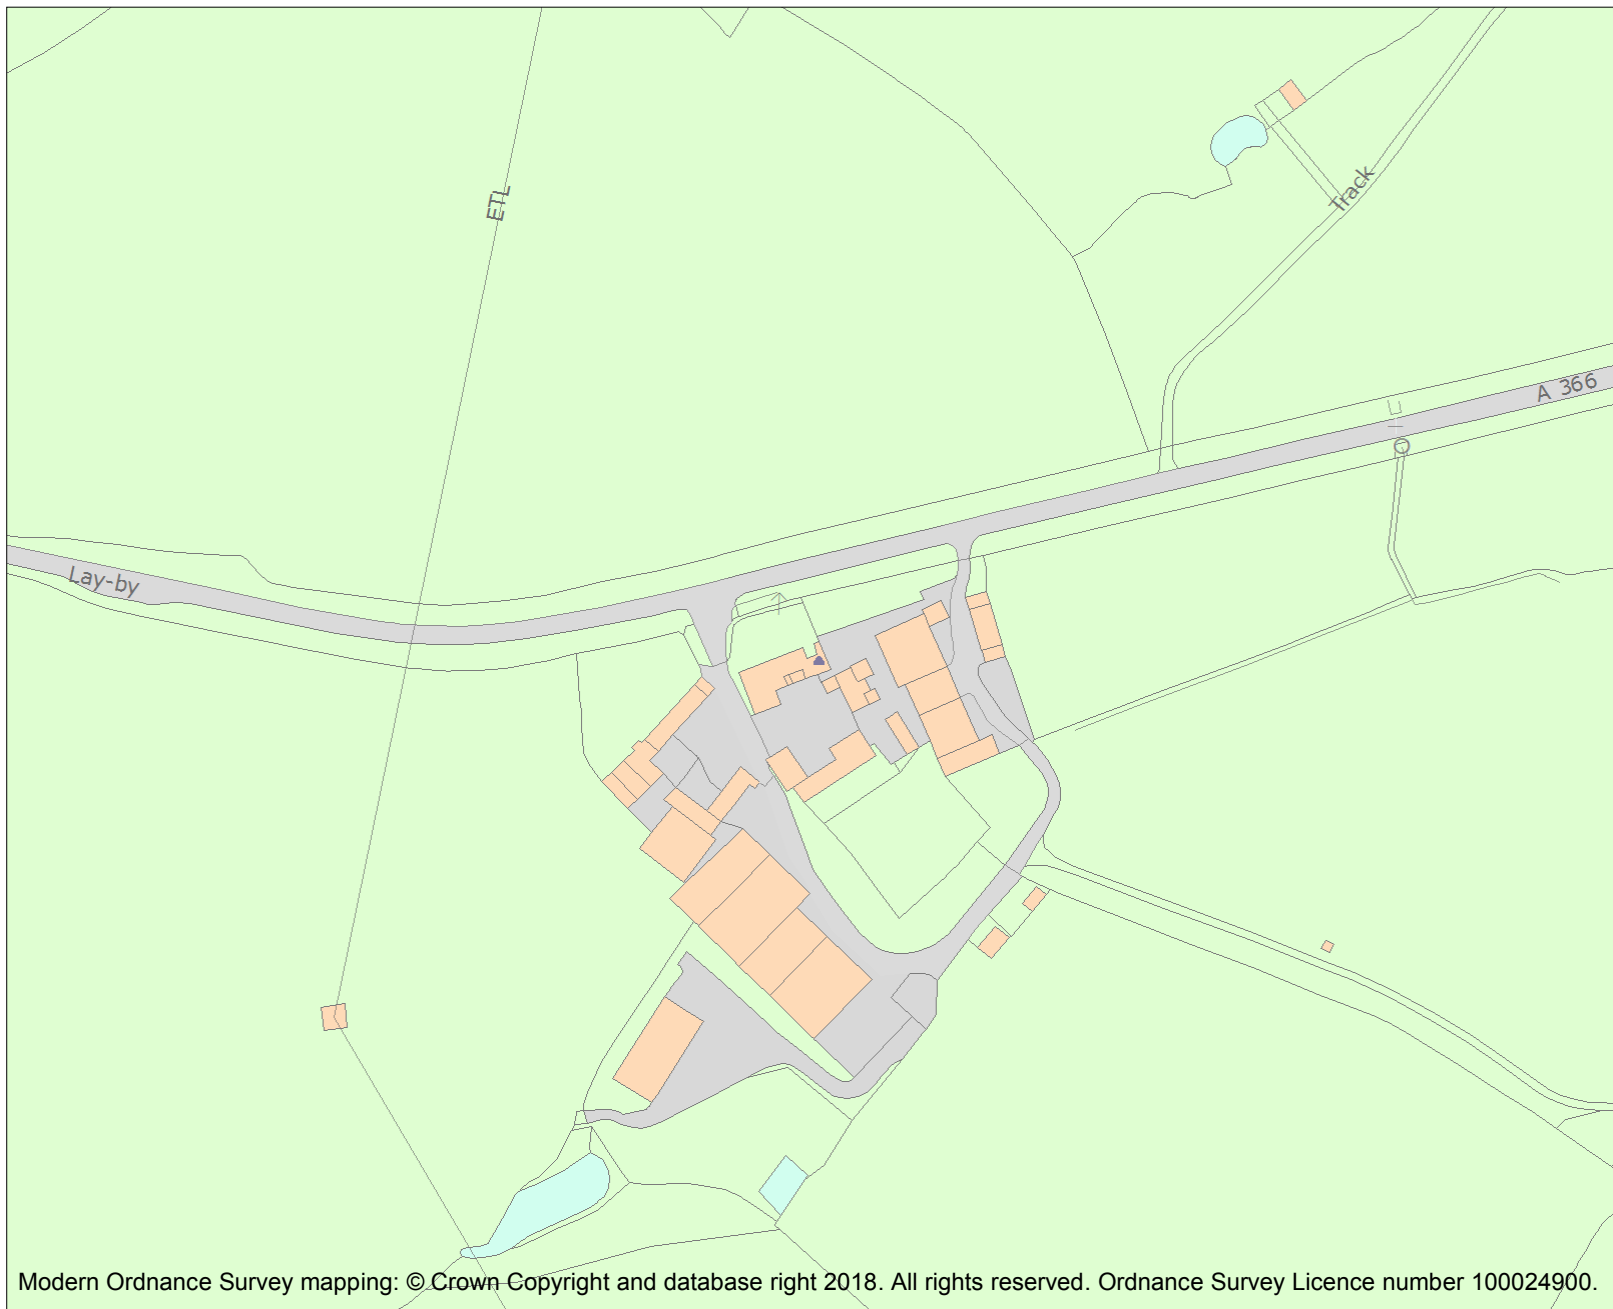 ETL
Track
A 366
Lay-by
Modern Ordnance Survey mapping: © Crown Copyright and database right 2018. All rights reserved. Ordnance Survey Licence number 100024900.